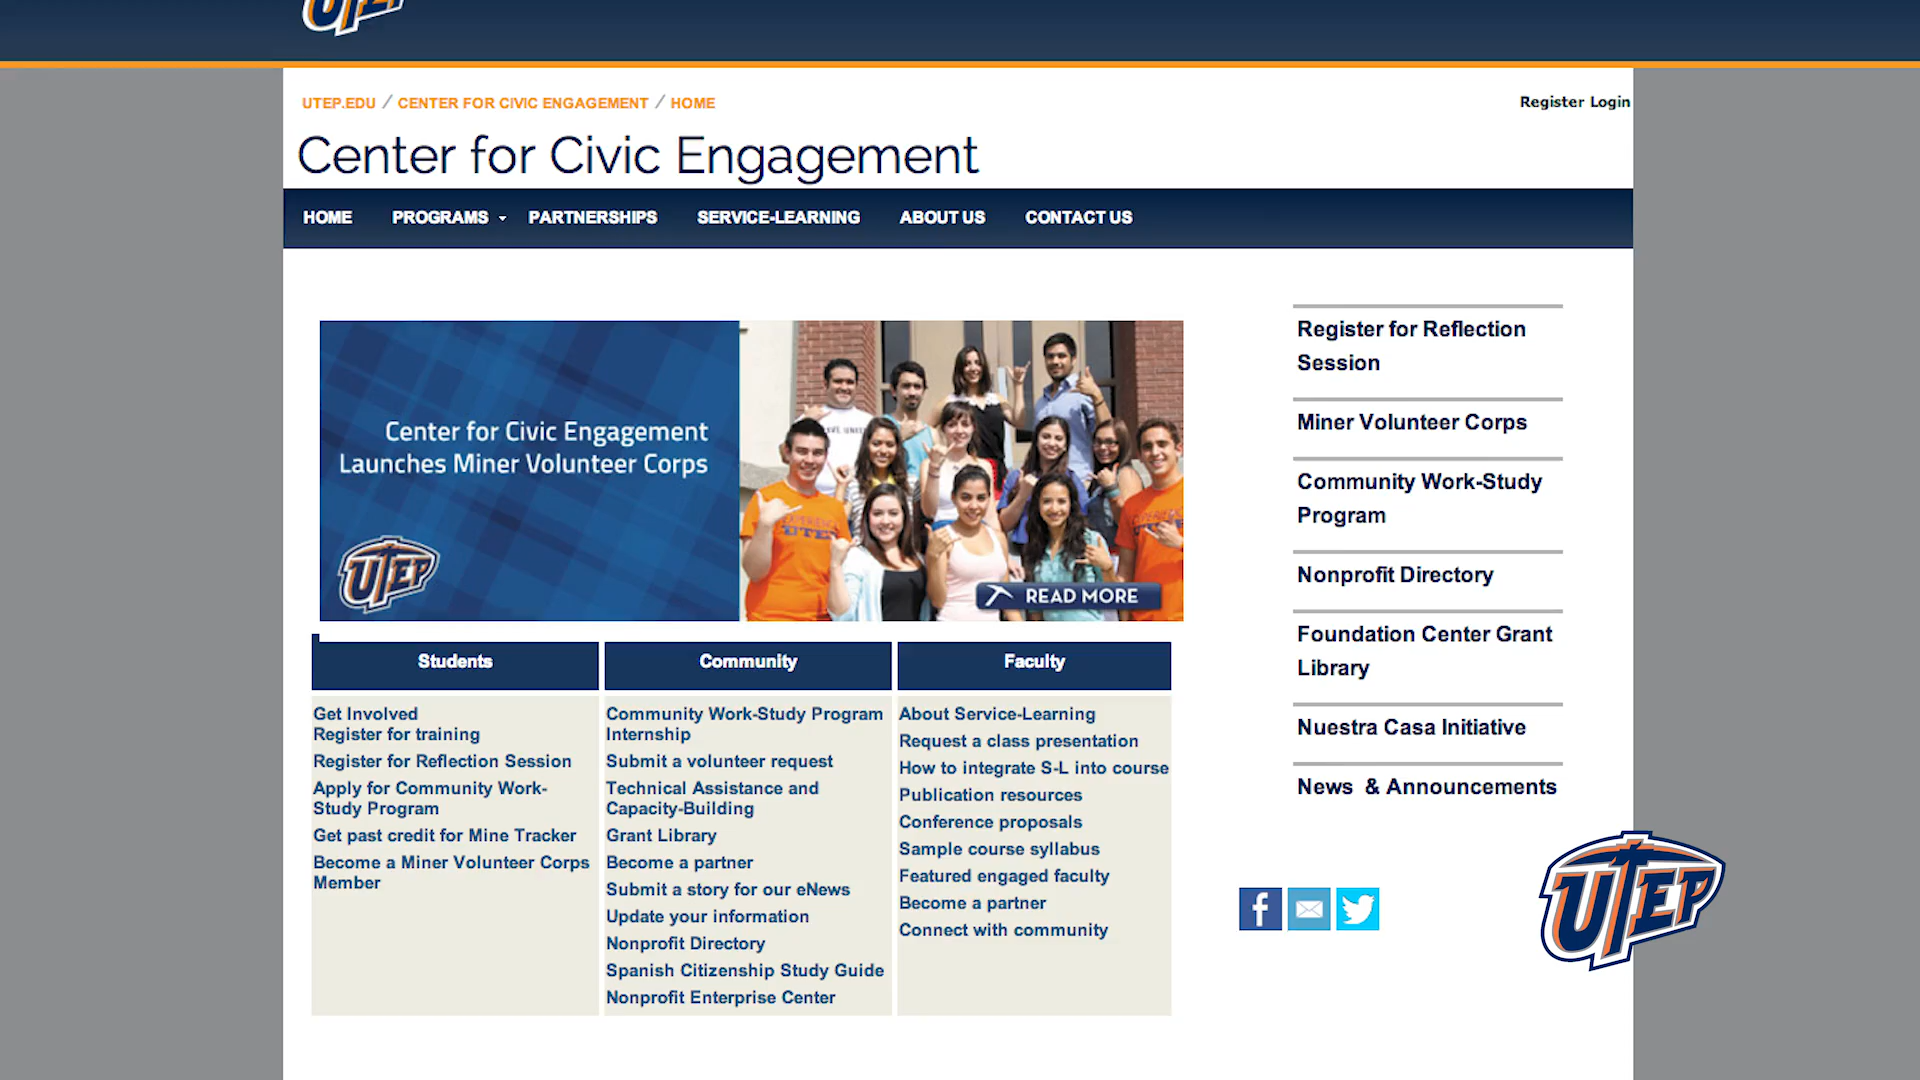 UTEP
UTEP.EDU / CENTER FOR CIVIC ENGAGEMENT / HOME
Register Login
Center for Civic Engagement
HOME PROGRAMS PARTNERSHIPS SERVICE-LEARNING ABOUT US CONTACT US
Center for Civic Engagement
Launches Miner Volunteer Corps
UTEP
UTEP
READ MORE
Students
Get Involved
Register for training
Register for Reflection Session
Apply for Community Work-
Study Program
Get past credit for Mine Tracker
Become a Miner Volunteer Corps
Member
Community
Community Work-Study Program
Internship
Submit a volunteer request
Technical Assistance and
Capacity-Building
Grant Library
Become a partner
Submit a story for our eNews
Update your information
Nonprofit Directory
Spanish Citizenship Study Guide
Nonprofit Enterprise Center
Faculty
About Service-Learning
Request a class presentation
How to integrate S-L into course
Publication resources
Conference proposals
Sample course syllabus
Featured engaged faculty
Become a partner
Connect with community
Register for Reflection
Session
Miner Volunteer Corps
Community Work-Study
Program
Nonprofit Directory
Foundation Center Grant
Library
Nuestra Casa Initiative
News & Announcements
UTEP